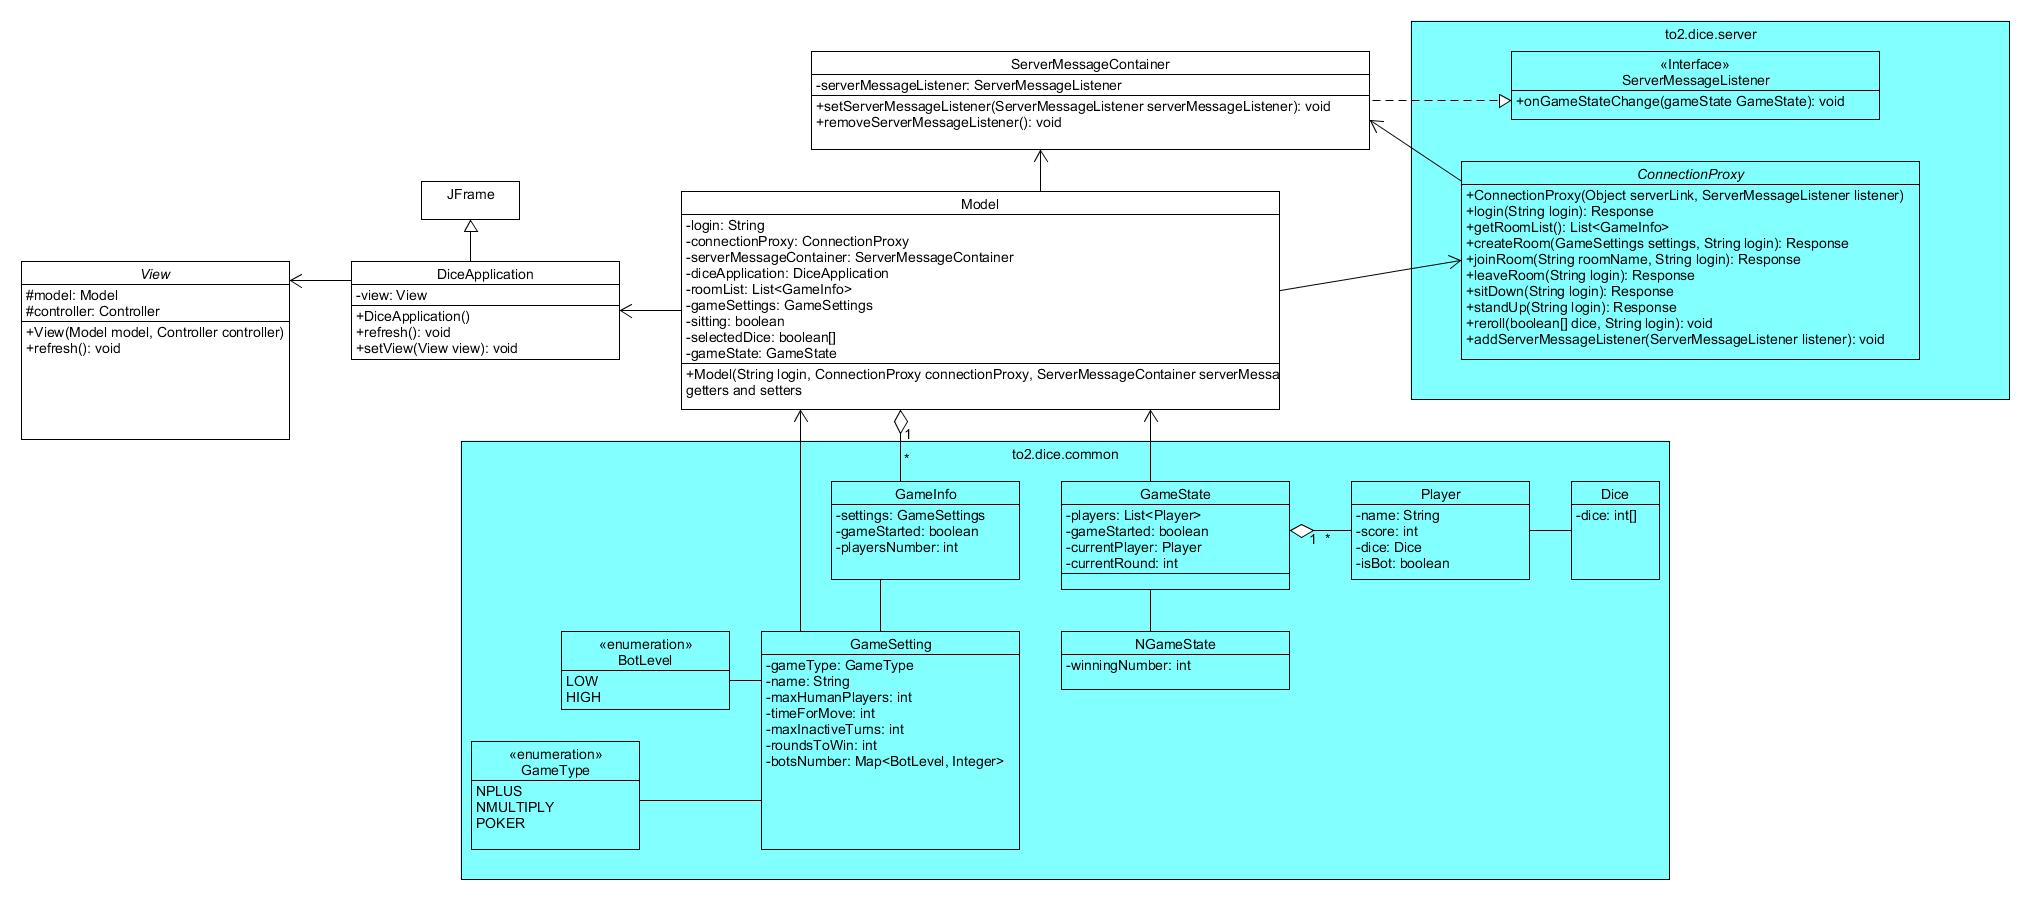 to2.dice.server
ServerMessageContainer
-serverMessageListener: ServerMessageListener
+setServerMessageListener(ServerMessageListener serverMessageListener): void
+removeServerMessageListener(): void
«Interface»
ServerMessageListener
+onGameStateChange(gameState GameState): void
ConnectionProxy
+ConnectionProxy(Object serverLink, ServerMessageListener listener)
+login(String login): Response
+getRoomList(): List<GameInfo>
+createRoom(GameSettings settings, String login): Response
+joinRoom(String roomName, String login): Response
+leaveRoom(String login): Response
+sitDown(String login): Response
+standUp(String login): Response
+reroll(boolean[] dice, String login): void
+addServerMessageListener(ServerMessageListener listener): void
JFrame
View
#model: Model
#controller: Controller
+View(Model model, Controller controller)
+refresh(): void
DiceApplication
-view: View
+DiceApplication()
+refresh(): void
+setView(View view): void
Model
-login: String
-connectionProxy: ConnectionProxy
-serverMessageContainer: ServerMessageContainer
-diceApplication: DiceApplication
-roomList: List<GameInfo>
-gameSettings: GameSettings
-sitting: boolean
-selectedDice: boolean[]
-gameState: GameState
+Model(String login, ConnectionProxy connectionProxy, ServerMessageContainer serverMessa
getters and setters
1
*
to2.dice.common
GameInfo
-settings: GameSettings
-gameStarted: boolean
-playersNumber: int
GameState
-players: List<Player>
-gameStarted: boolean
-currentPlayer: Player
-currentRound: int
1 *
Player
-name: String
-score: int
-dice: Dice
-isBot: boolean
Dice
-dice: int[]
«enumeration»
BotLevel
LOW
HIGH
GameSetting
-gameType: GameType
-name: String
-maxHumanPlayers: int
-timeForMove: int
-maxInactiveTurns: int
-roundsToWin: int
-botsNumber: Map<BotLevel, Integer>
NGameState
-winningNumber: int
«enumeration»
GameType
NPLUS
NMULTIPLY
POKER